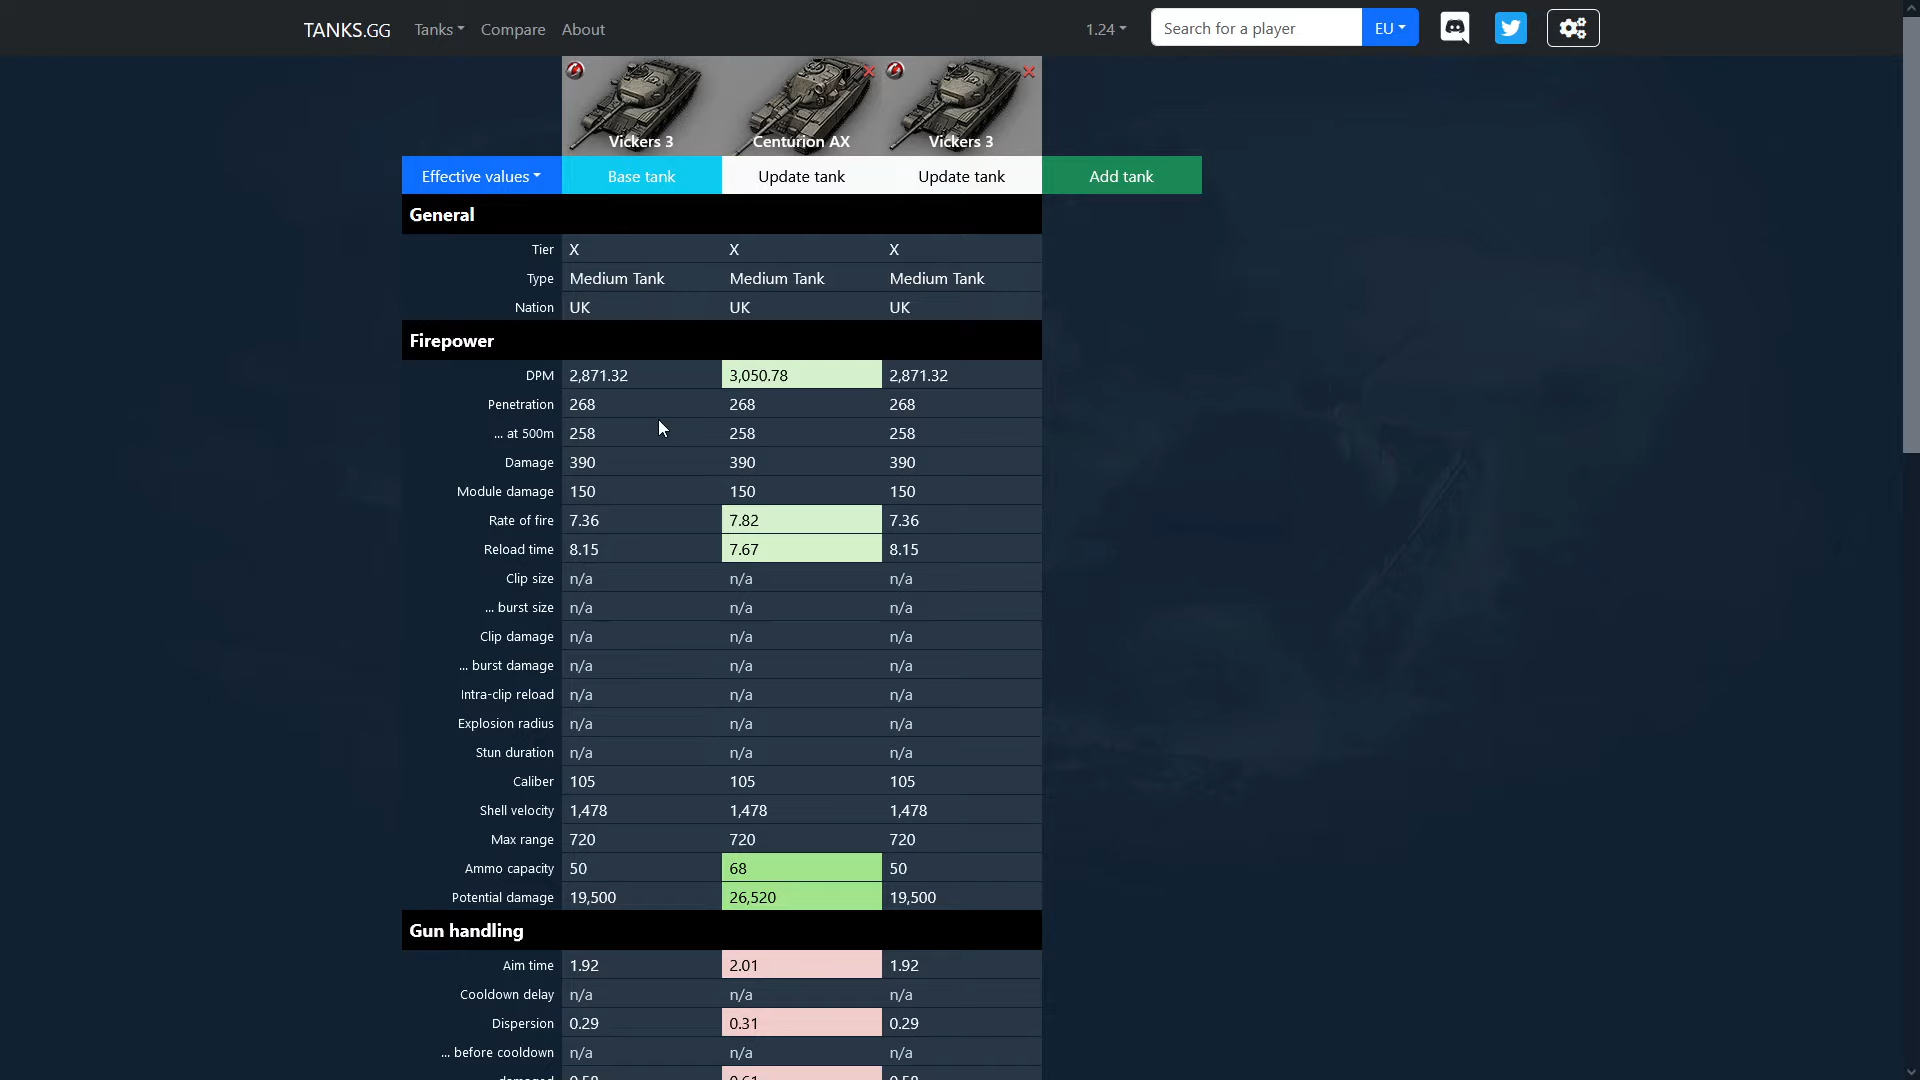 TANKS.GG Tanks Compare About 1.24 Search for a player EU
Vickers 3 Centurion AX Vickers 3
Effective values Base tank Update tank Update tank Add tank
General
Tier X X X
Type Medium Tank Medium Tank Medium Tank
Nation UK UK UK
Firepower
DPM 2,871.32 3,050.78 2,871.32
Penetration 268 268 268
... at 500m 258 258 258
Damage 390 390 390
Module damage 150 150 150
Rate of fire 7.36 7.82 7.36
Reload time 8.15 7.67 8.15
Clip size n/a n/a n/a
... burst size n/a n/a n/a
Clip damage n/a n/a n/a
... burst damage n/a n/a n/a
Intra-clip reload n/a n/a n/a
Explosion radius n/a n/a n/a
Stun duration n/a n/a n/a
Caliber 105 105 105
Shell velocity 1,478 1,478 1,478
Max range 720 720 720
Ammo capacity 50 68 50
Potential damage 19,500 26,520 19,500
Gun handling
Aim time 1.92 2.01 1.92
Cooldown delay n/a n/a n/a
Dispersion 0.29 0.31 0.29
... before cooldown n/a n/a n/a